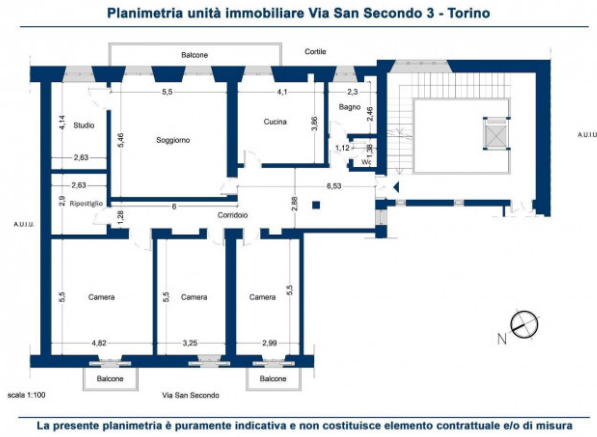 Planimetria unità immobiliare Via San Secondo 3 - Torino
Balcone
Cortile
5,5
4,1
2,3
Bagno
2,46
4,14
Studio
5,46
Soggiorno
Cucina
3,86
A.U.I.U
1,12
Wc
1,38
2,63
2,63
6,53
2,9
Ripostiglio
6
2,88
1,28
Corridoio
A.U.I.U.
5,5
Camera
5,5
Camera
Camera
5,5
4,82
3,25
2,99
N
Balcone
Balcone
scala 1:100
Via San Secondo
La presente planimetria è puramente indicativa e non costituisce elemento contrattuale e/o di misura